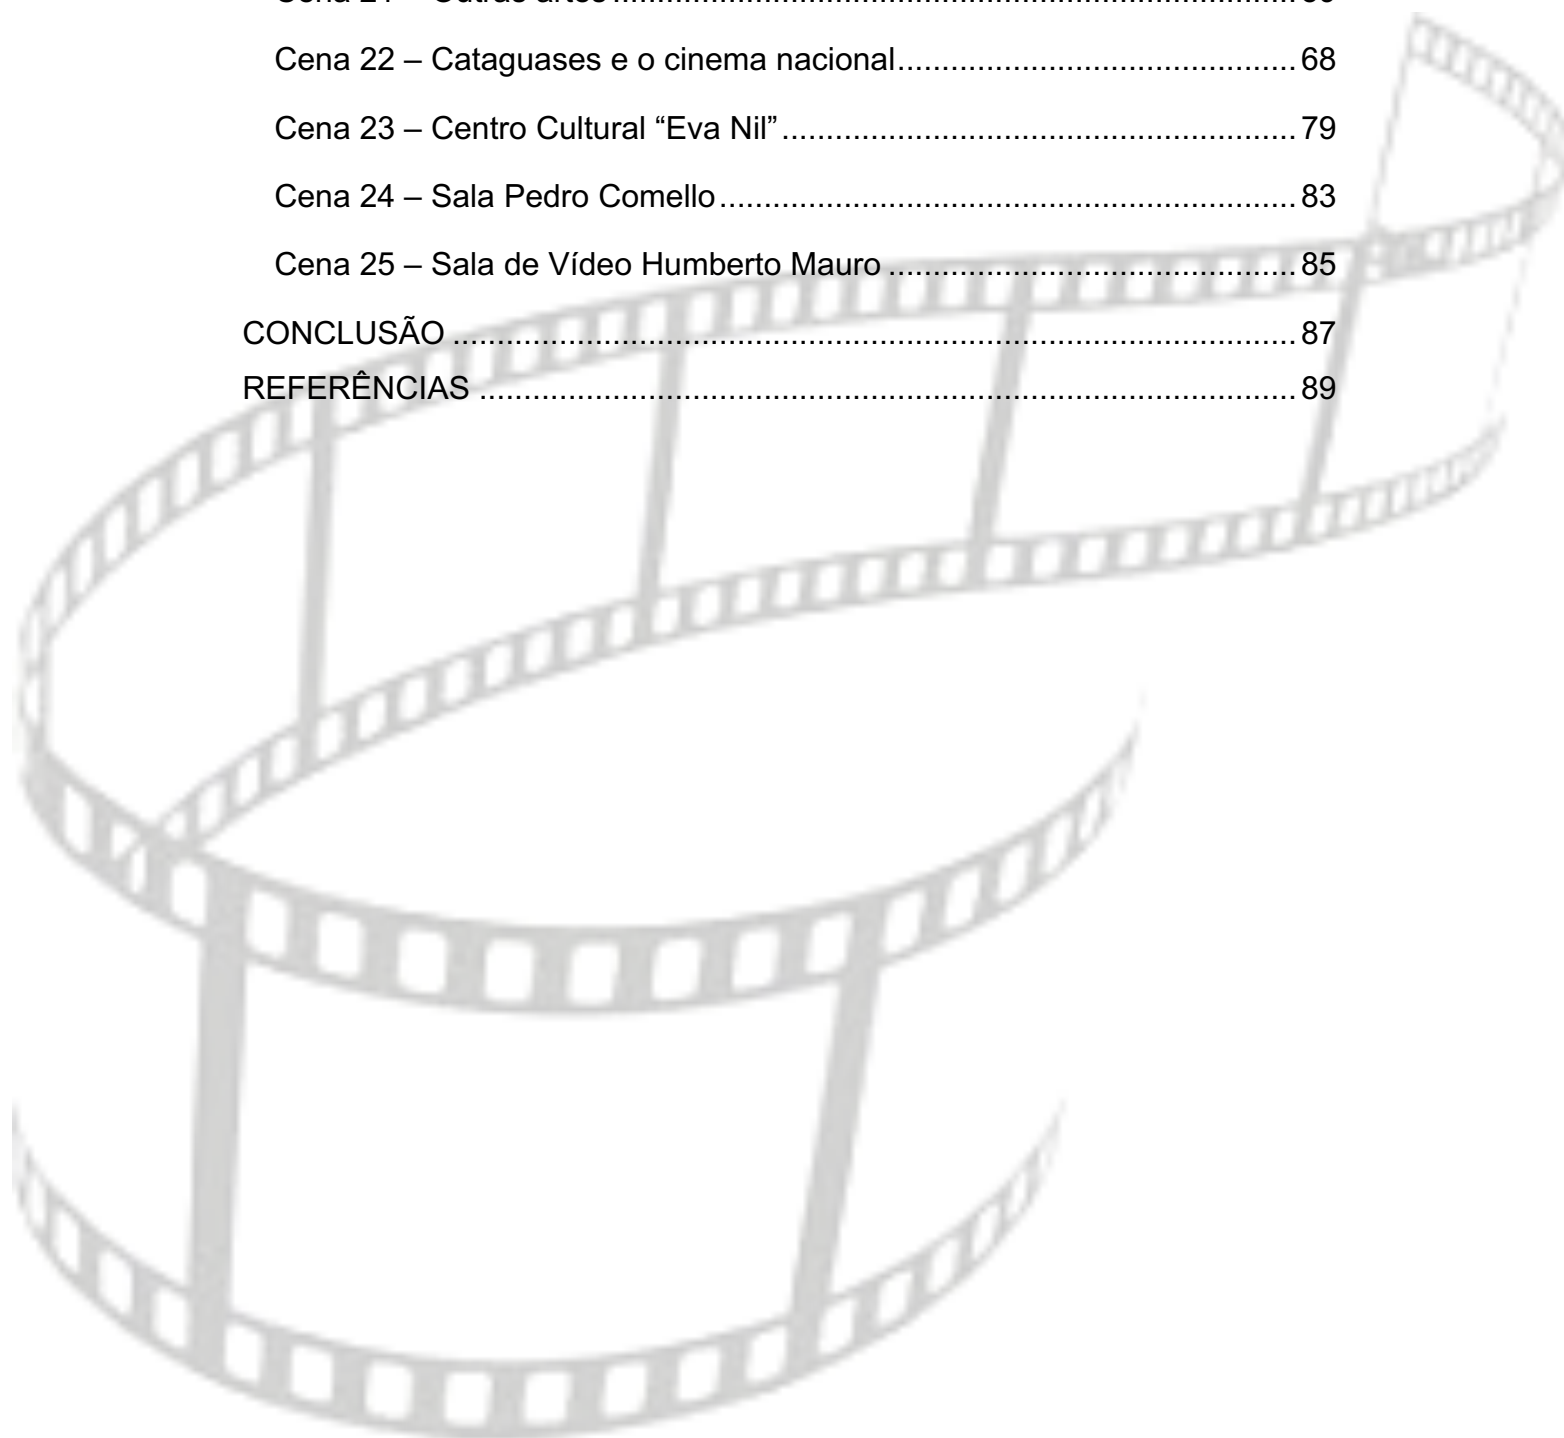 Cena 22 – Cataguases e o cinema nacional............................................. 68
Cena 23 – Centro Cultural “Eva Nil”.......................................................... 79
Cena 24 – Sala Pedro Comello................................................................. 83
Cena 25 – Sala de Vídeo Humberto Mauro.............................................. 85
CONCLUSÃO .............................................................................................. 87
REFERÊNCIAS ........................................................................................... 89